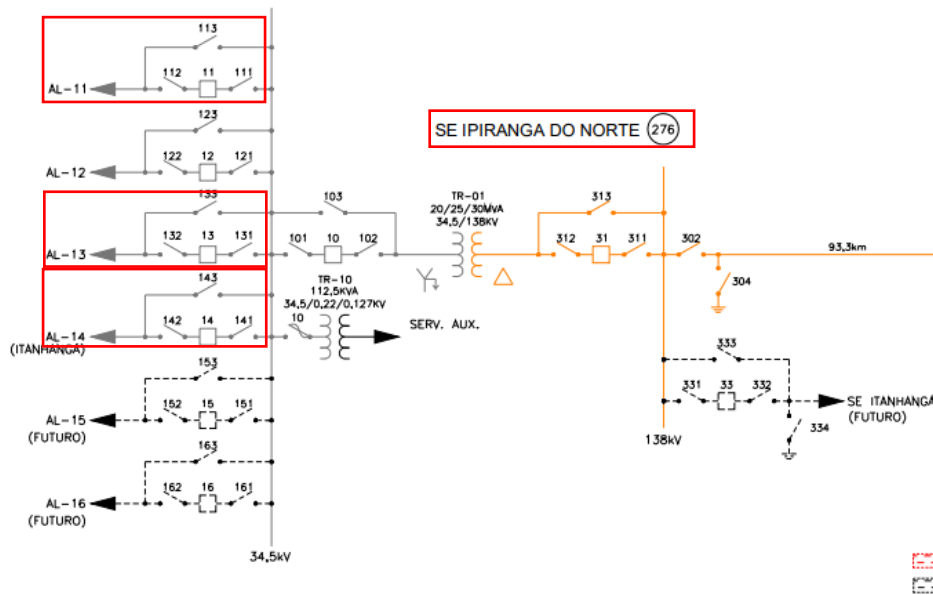 113
112 11 111
AL-11
123
122 12 121
AL-12
133
132 13 131
AL-13
143
142 14 141
AL-14
(ITANHANGÁ)
153
152 15 151
AL-15
(FUTURO)
163
162 16 161
AL-16
(FUTURO)
34,5kV
103
101 10 102
TR-10
112,5KVA
34,5/0,22/0,127KV
10
SERV. AUX.
SE IPIRANGA DO NORTE 276
TR-01
20/25/30MVA
34,5/138KV
313
312 31 311
302
93,3km
304
333
331 33 332
334
SE ITANHANGÁ
(FUTURO)
138kV